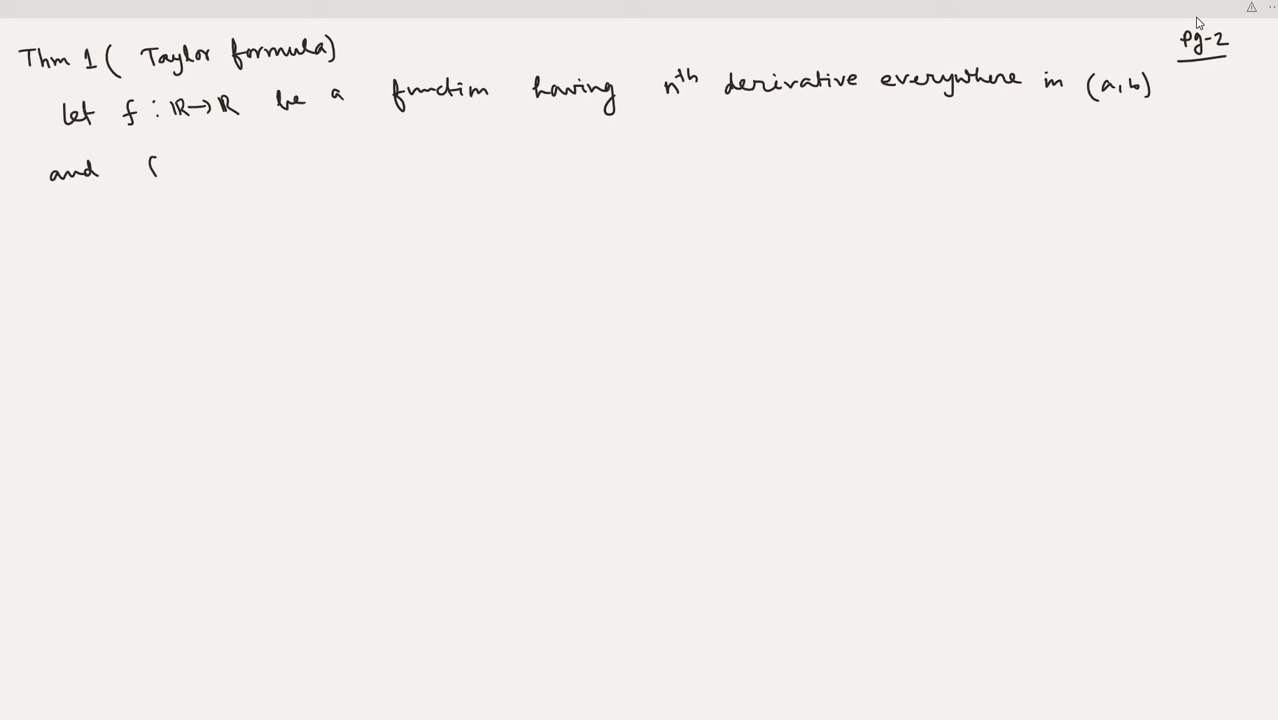 Thm 1 ( Taylor formula)
pg-2
let f : ℝ→ℝ be a function having nᵗʰ derivative everywhere in (a,b)
and (